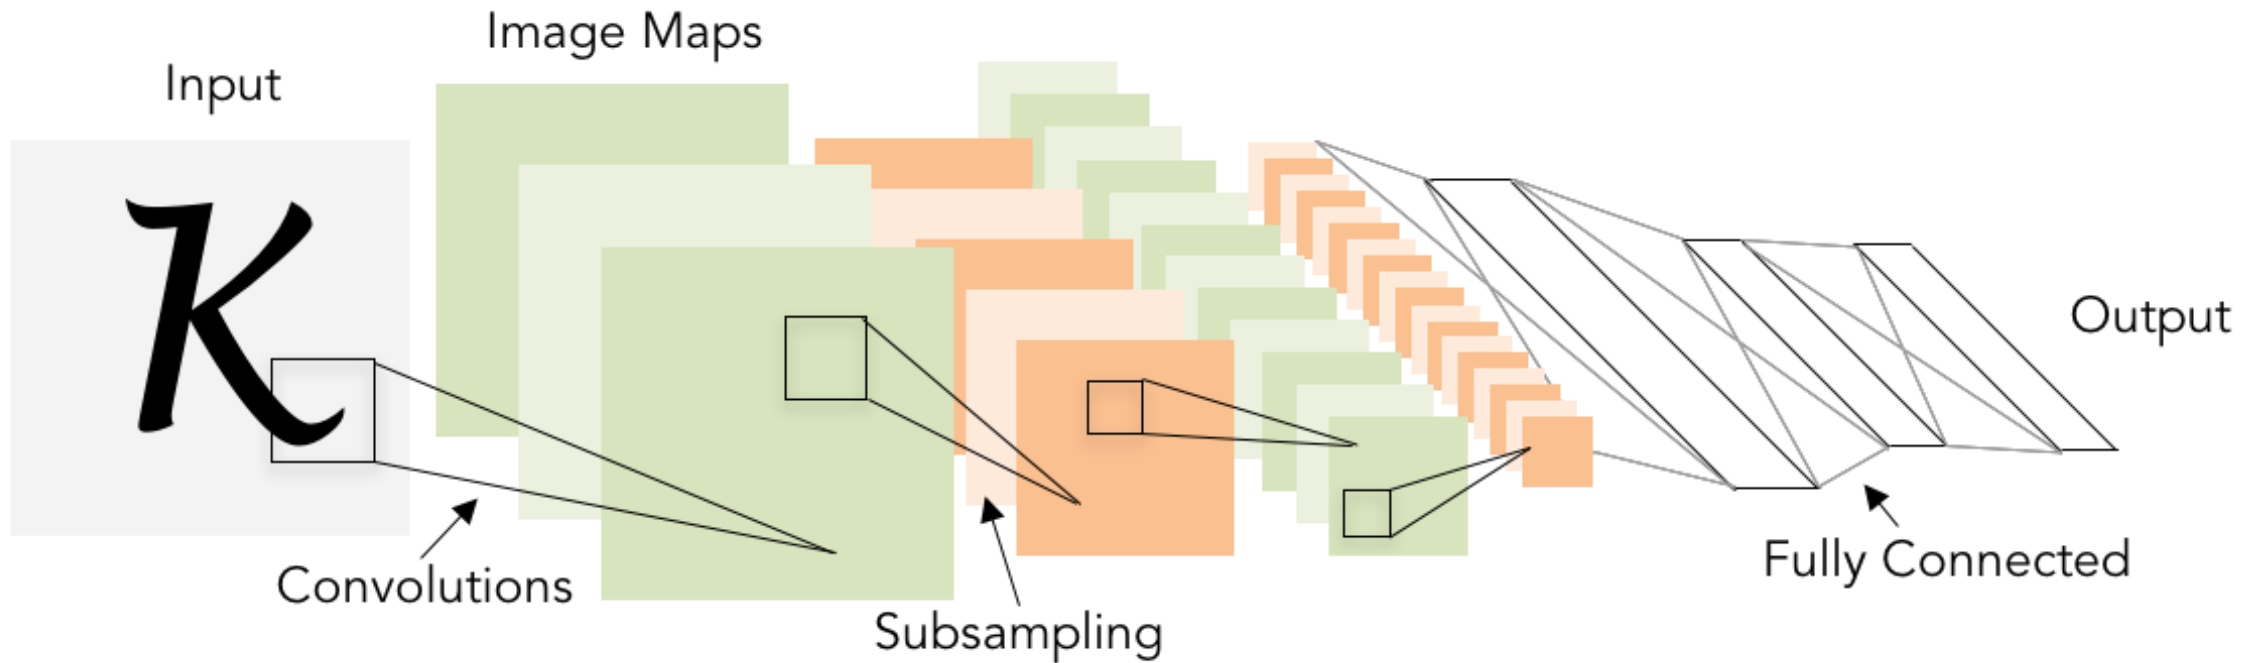 Image Maps
Input
K
Output
Convolutions
Subsampling
Fully Connected